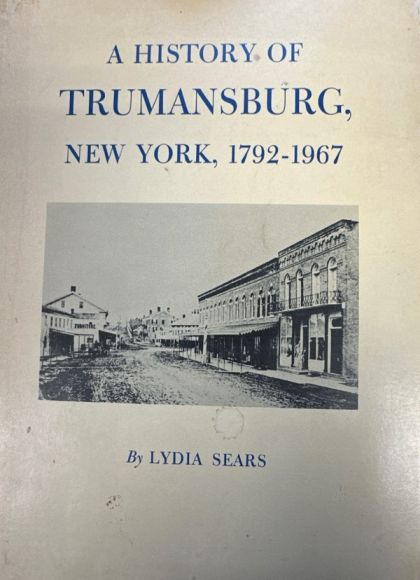 A HISTORY OF
TRUMANSBURG,
NEW YORK, 1792-1967
By LYDIA SEARS